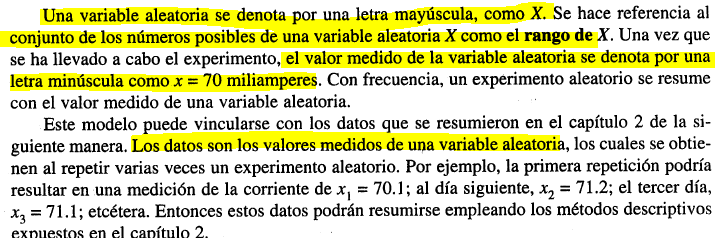 Una variable aleatoria se denota por una letra mayúscula, como X. Se hace referencia al
conjunto de los números posibles de una variable aleatoria X como el rango de X. Una vez que
se ha llevado a cabo el experimento, el valor medido de la variable aleatoria se denota por una
letra minúscula como x = 70 miliamperes. Con frecuencia, un experimento aleatorio se resume
con el valor medido de una variable aleatoria.
Este modelo puede vincularse con los datos que se resumieron en el capítulo 2 de la si-
guiente manera. Los datos son los valores medidos de una variable aleatoria, los cuales se obtie-
nen al repetir varias veces un experimento aleatorio. Por ejemplo, la primera repetición podría
resultar en una medición de la corriente de x₁ = 70.1; al día siguiente, x₂ = 71.2; el tercer día,
x₃ = 71.1; etcétera. Entonces estos datos podrán resumirse empleando los métodos descriptivos
expuestos en el capítulo 2.